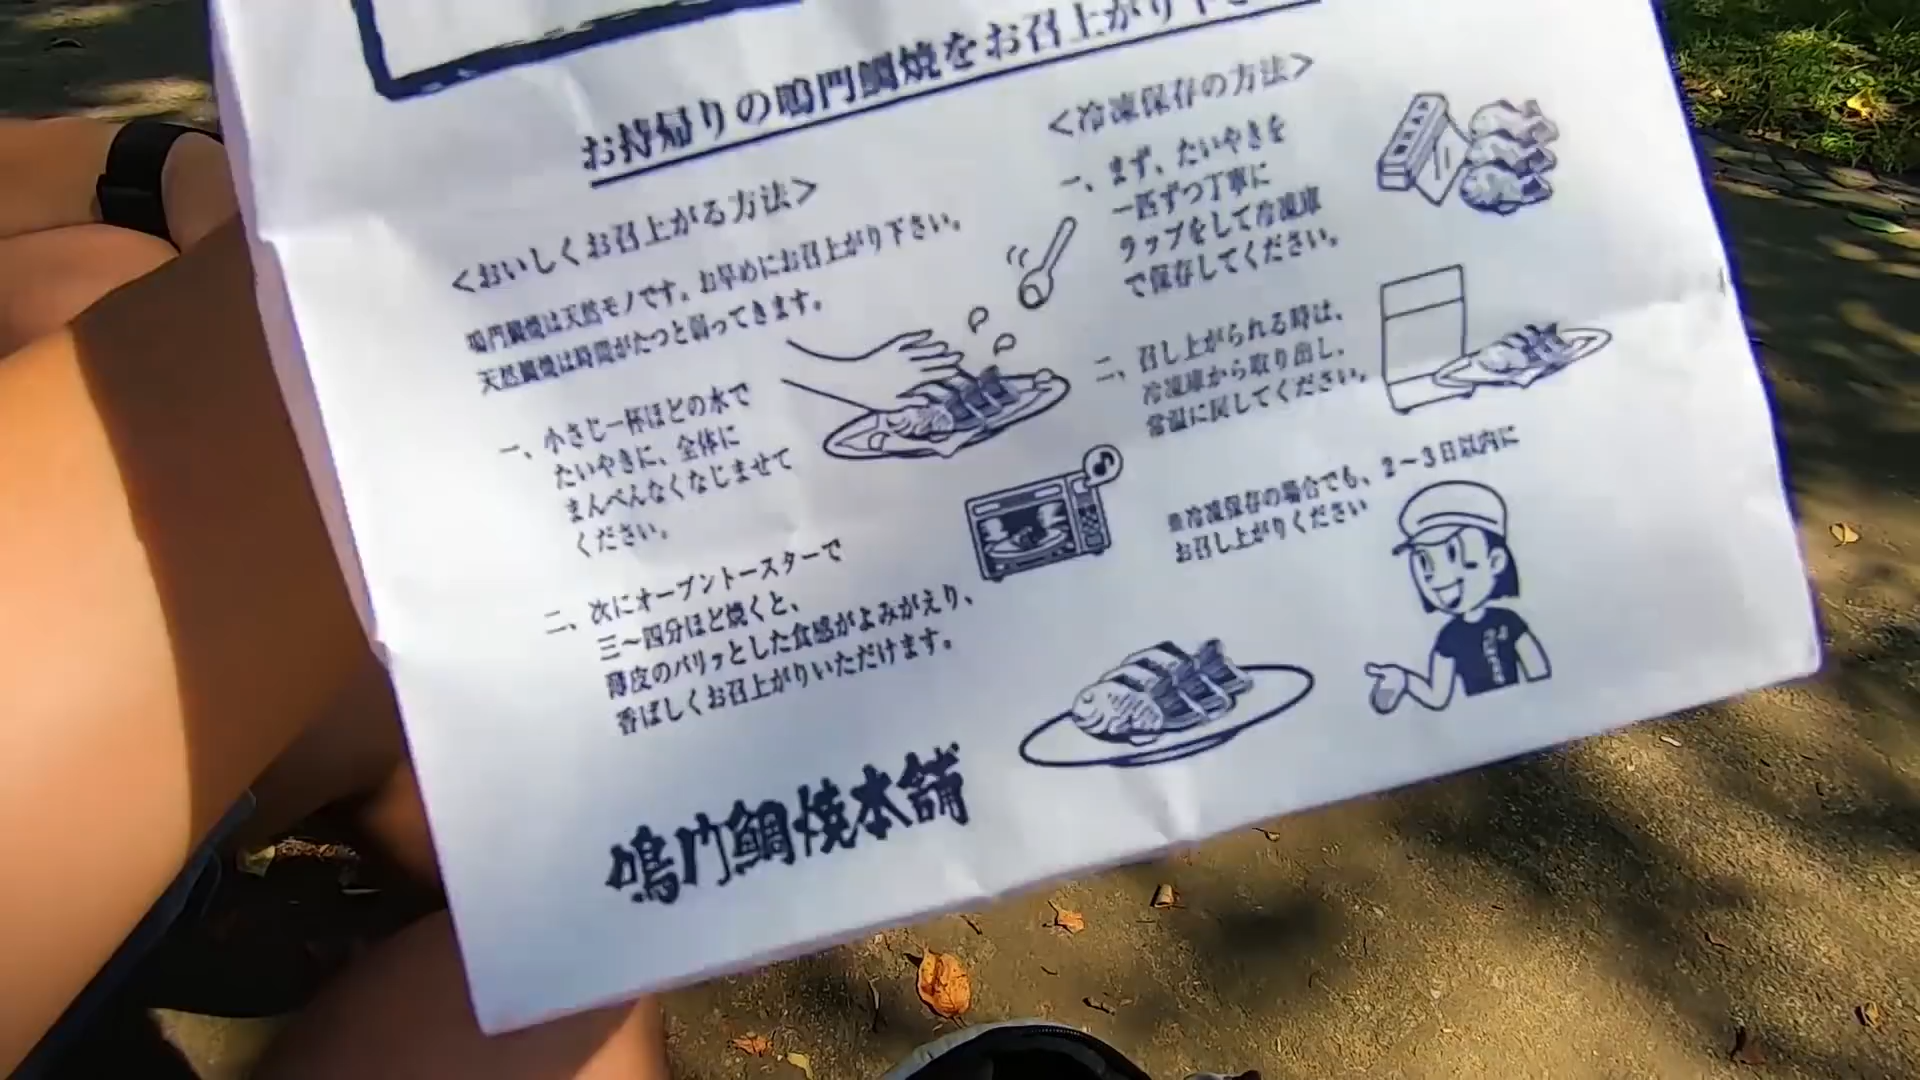 お持帰りの鳴門鯛焼をお召上がり下さ
<おいしくお召上がる方法>
鳴門鯛焼は天然モノです。お早めにお召上がり下さい。
天然鯛焼は時間がたつと弱ってきます。
一、小さじ一杯ほどの水で
たいやきに、全体に
まんべんなくなじませて
ください。
二、次にオーブントースターで
三～四分ほど焼くと、
薄皮のパリッとした食感がよみがえり、
香ばしくお召上がりいただけます。
<冷凍保存の方法>
一、まず、たいやきを
一匹ずつ丁寧に
ラップをして冷凍庫
で保存してください。
二、召し上がられる時は、
冷凍庫から取り出し、
常温に戻してください。
※冷凍保存の場合でも、2～3日以内に
お召し上がりください
鳴門鯛焼本舗